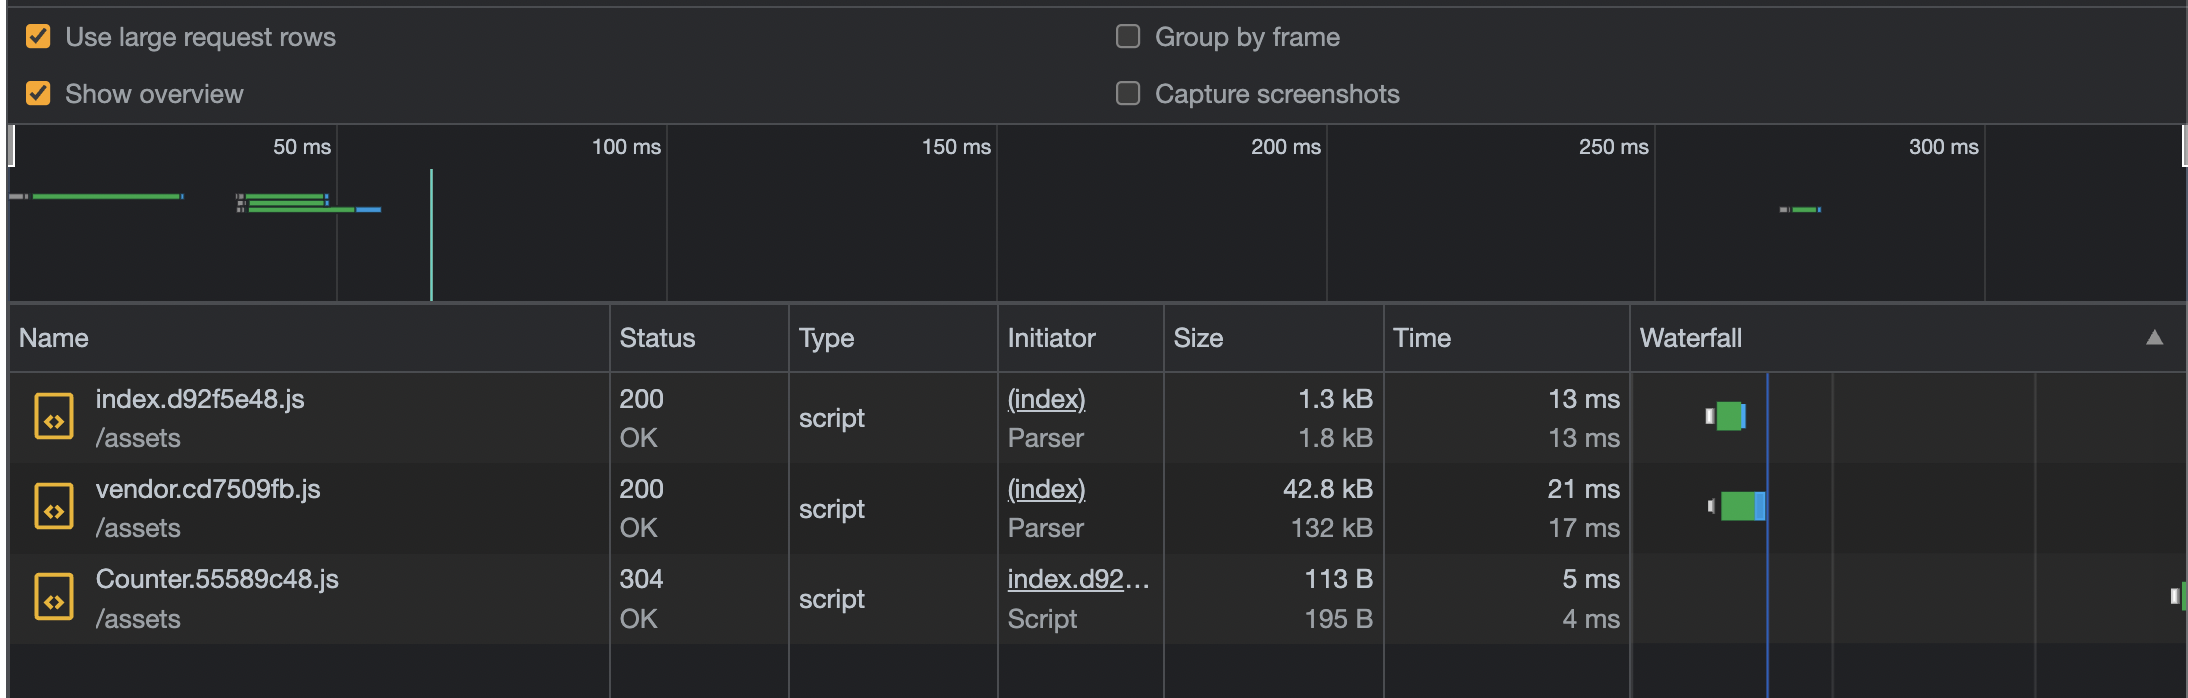 Use large request rows
Group by frame
Show overview
Capture screenshots
50 ms 100 ms 150 ms 200 ms 250 ms 300 ms
Name Status Type Initiator Size Time Waterfall
index.d92f5e48.js 200 script (index) 1.3 kB 13 ms
/assets OK Parser 1.8 kB 13 ms
vendor.cd7509fb.js 200 script (index) 42.8 kB 21 ms
/assets OK Parser 132 kB 17 ms
Counter.55589c48.js 304 script index.d92... 113 B 5 ms
/assets OK Script 195 B 4 ms